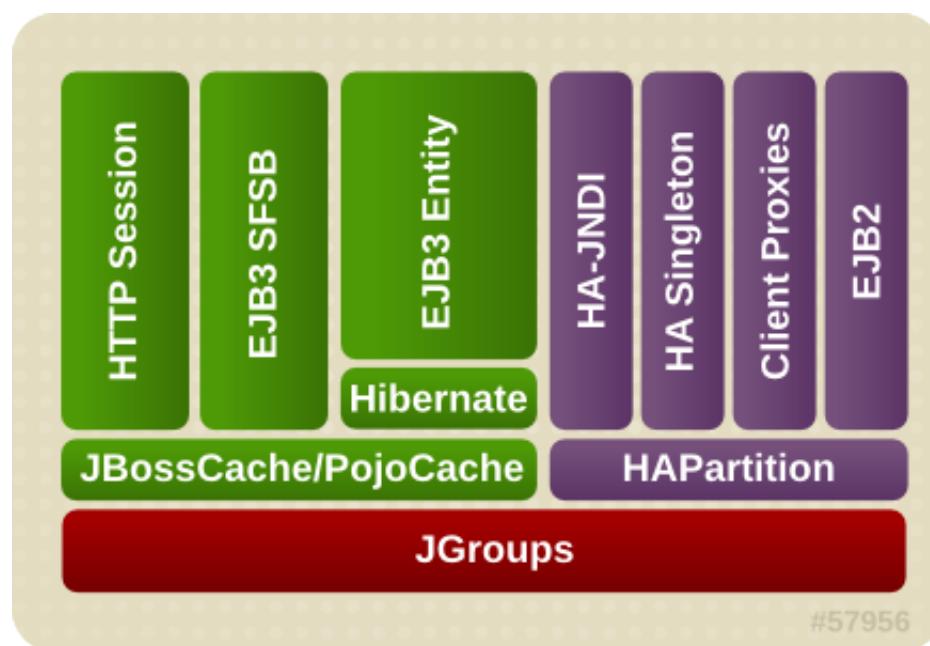 HTTP Session
EJB3 SFSB
EJB3 Entity
HA-JNDI
HA Singleton
Client Proxies
EJB2
Hibernate
JBossCache/PojoCache
HAPartition
JGroups
#57956